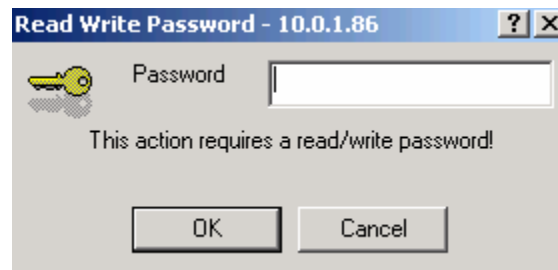 Read Write Password - 10.0.1.86
Password
This action requires a read/write password!
OK Cancel